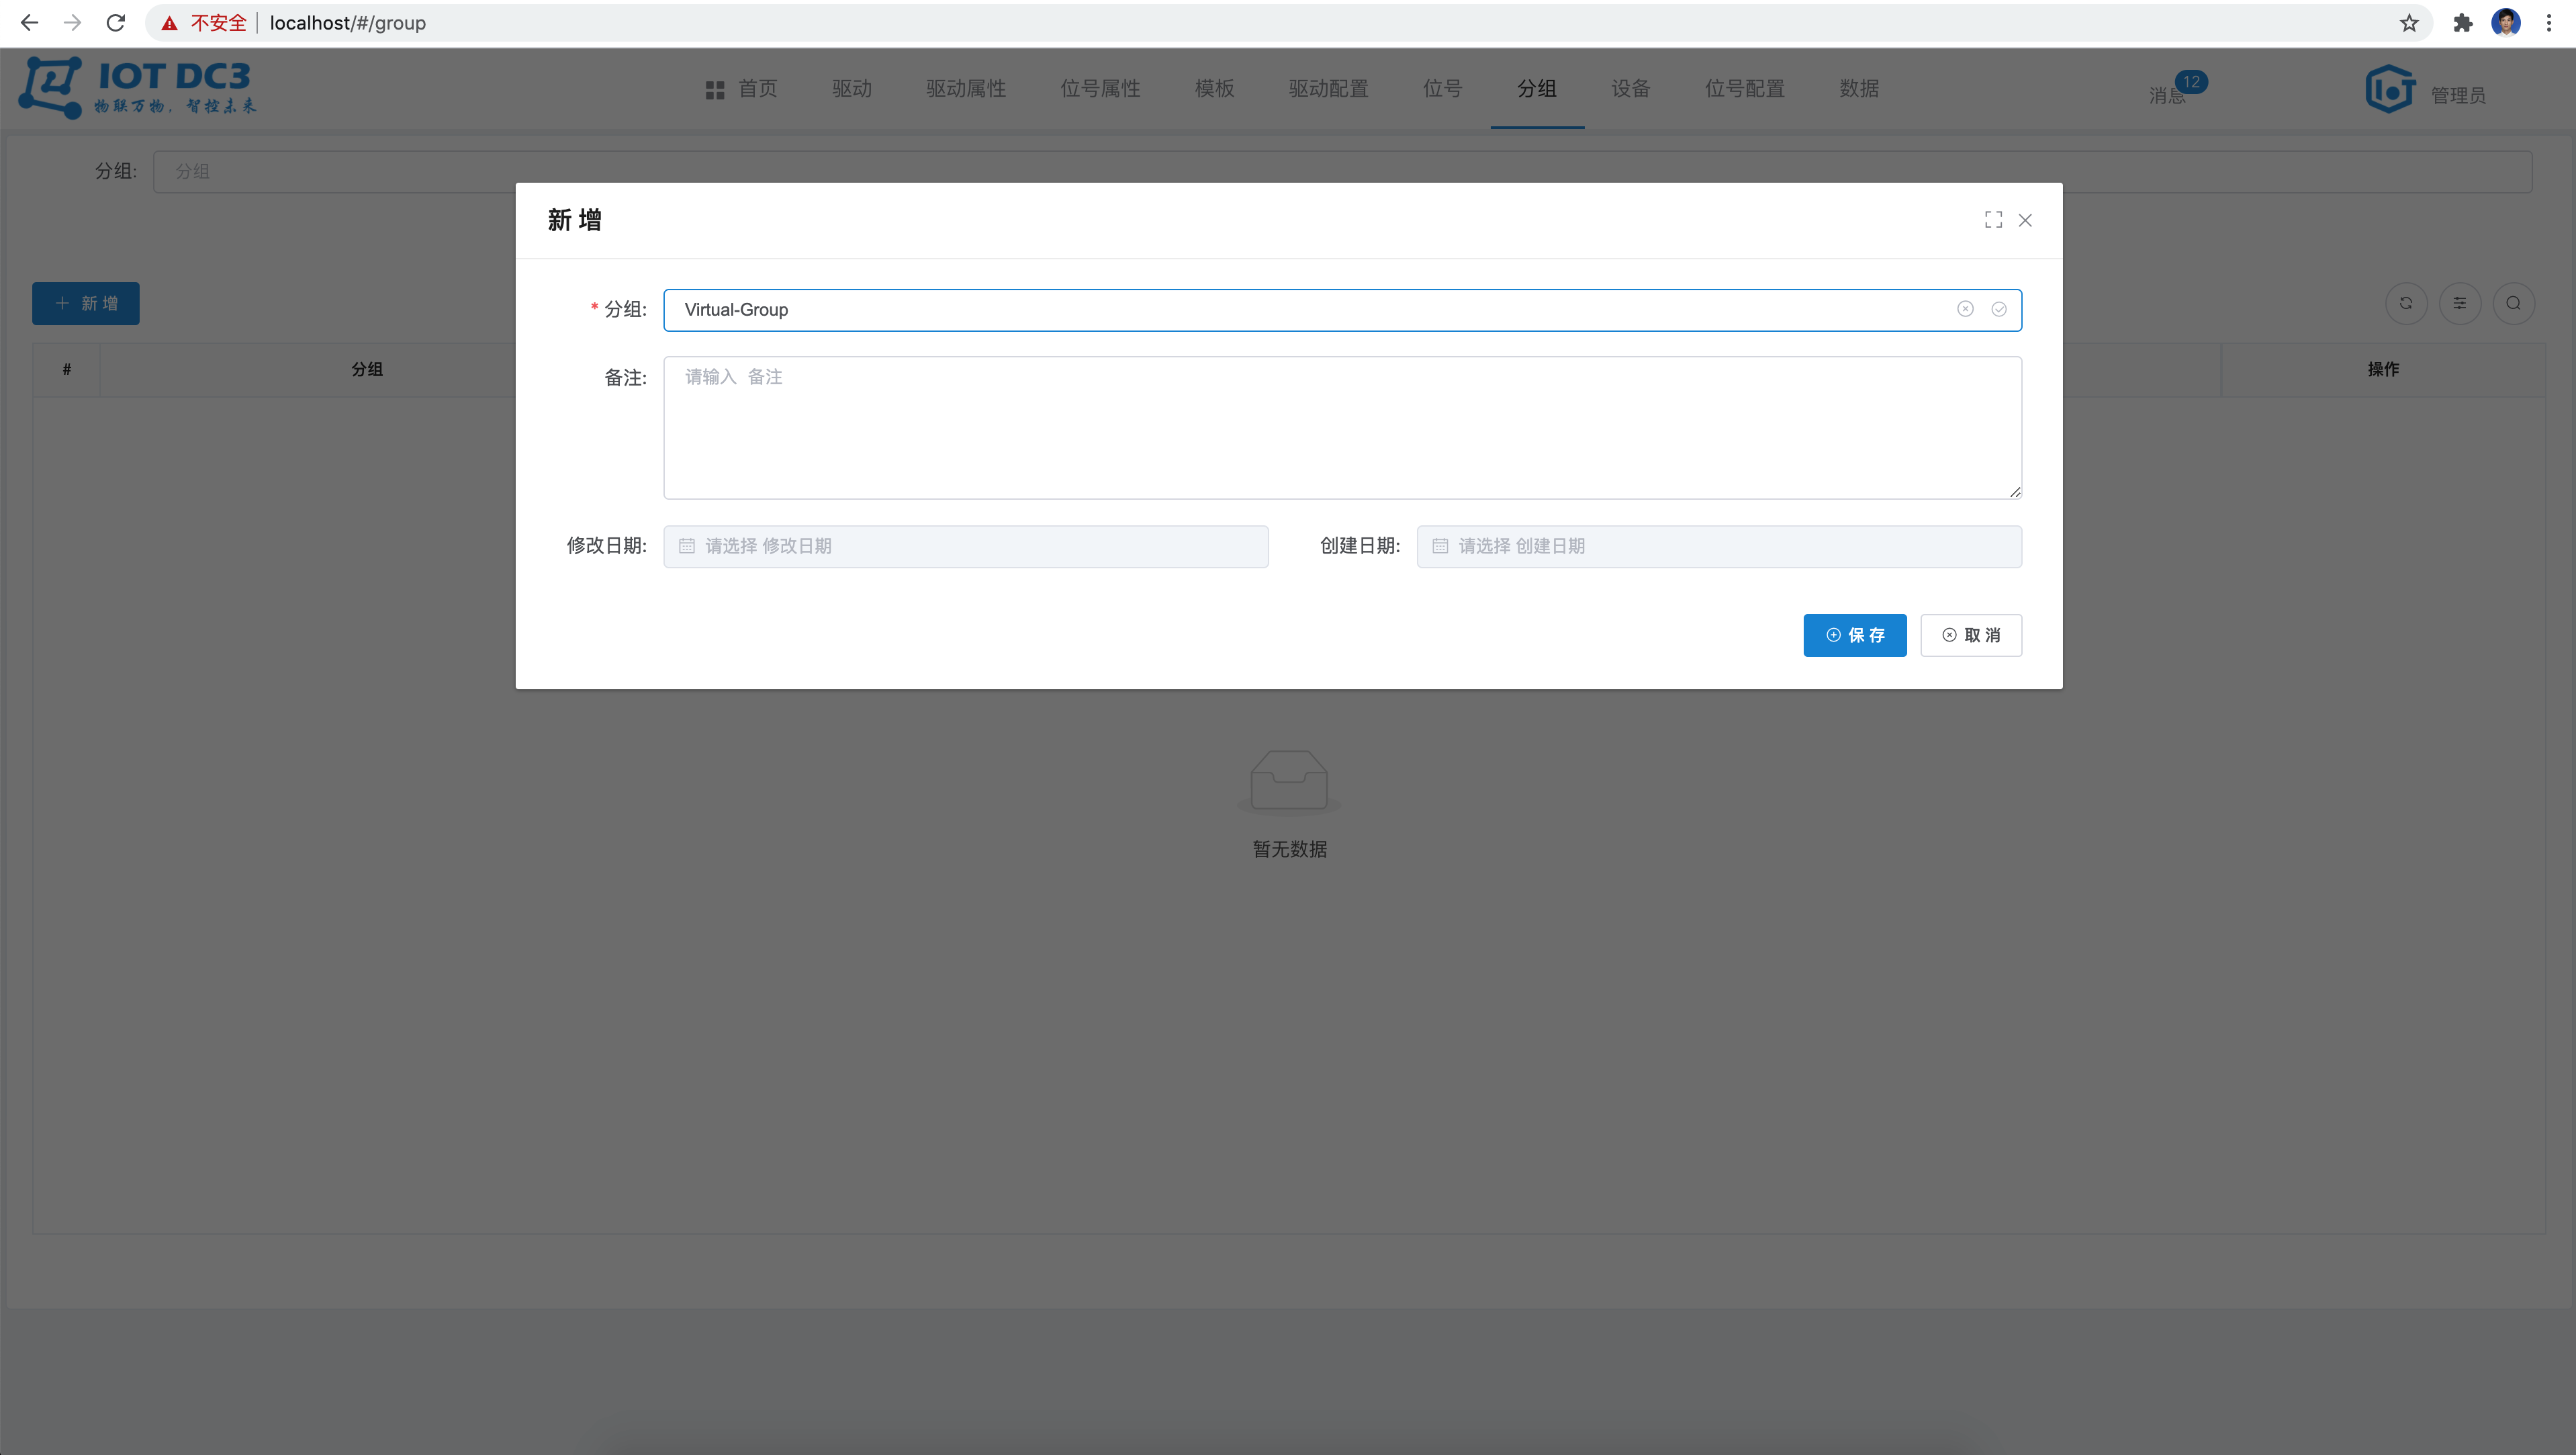 不安全 localhost/#/group
IOT DC3
物联万物，智控未来
首页 驱动 驱动属性 位号属性 模板 驱动配置 位号 分组 设备 位号配置 数据
消息 12
IoT 管理员
分组: 分组
新 增
* 分组: Virtual-Group
新 增
# 分组 操作
备注: 请输入 备注
修改日期: 请选择 修改日期 创建日期: 请选择 创建日期
保 存 取 消
暂无数据